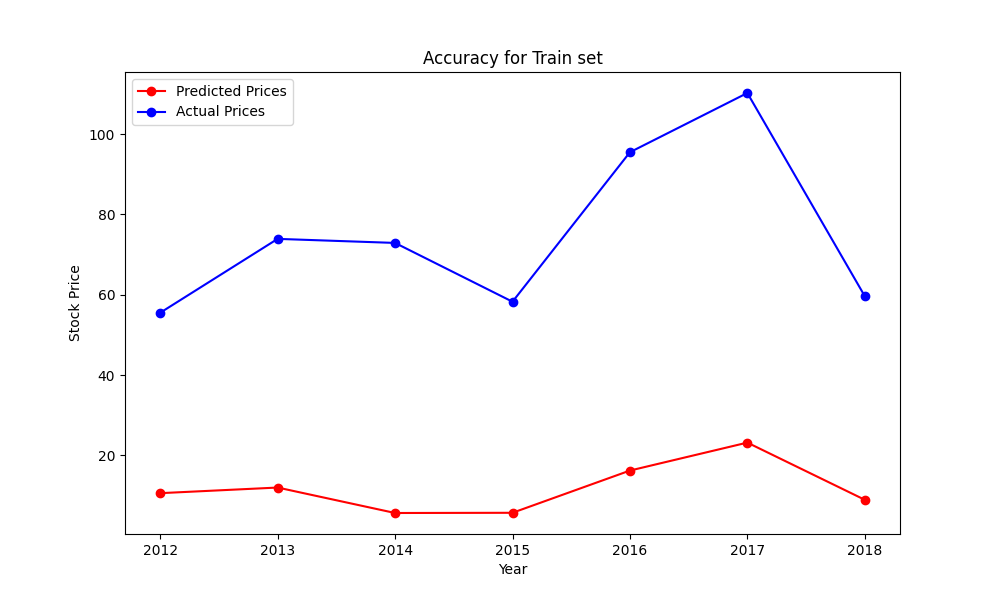 Accuracy for Train set
Predicted Prices
Actual Prices
100
80
60
40
20
Stock Price
2012 2013 2014 2015 2016 2017 2018
Year